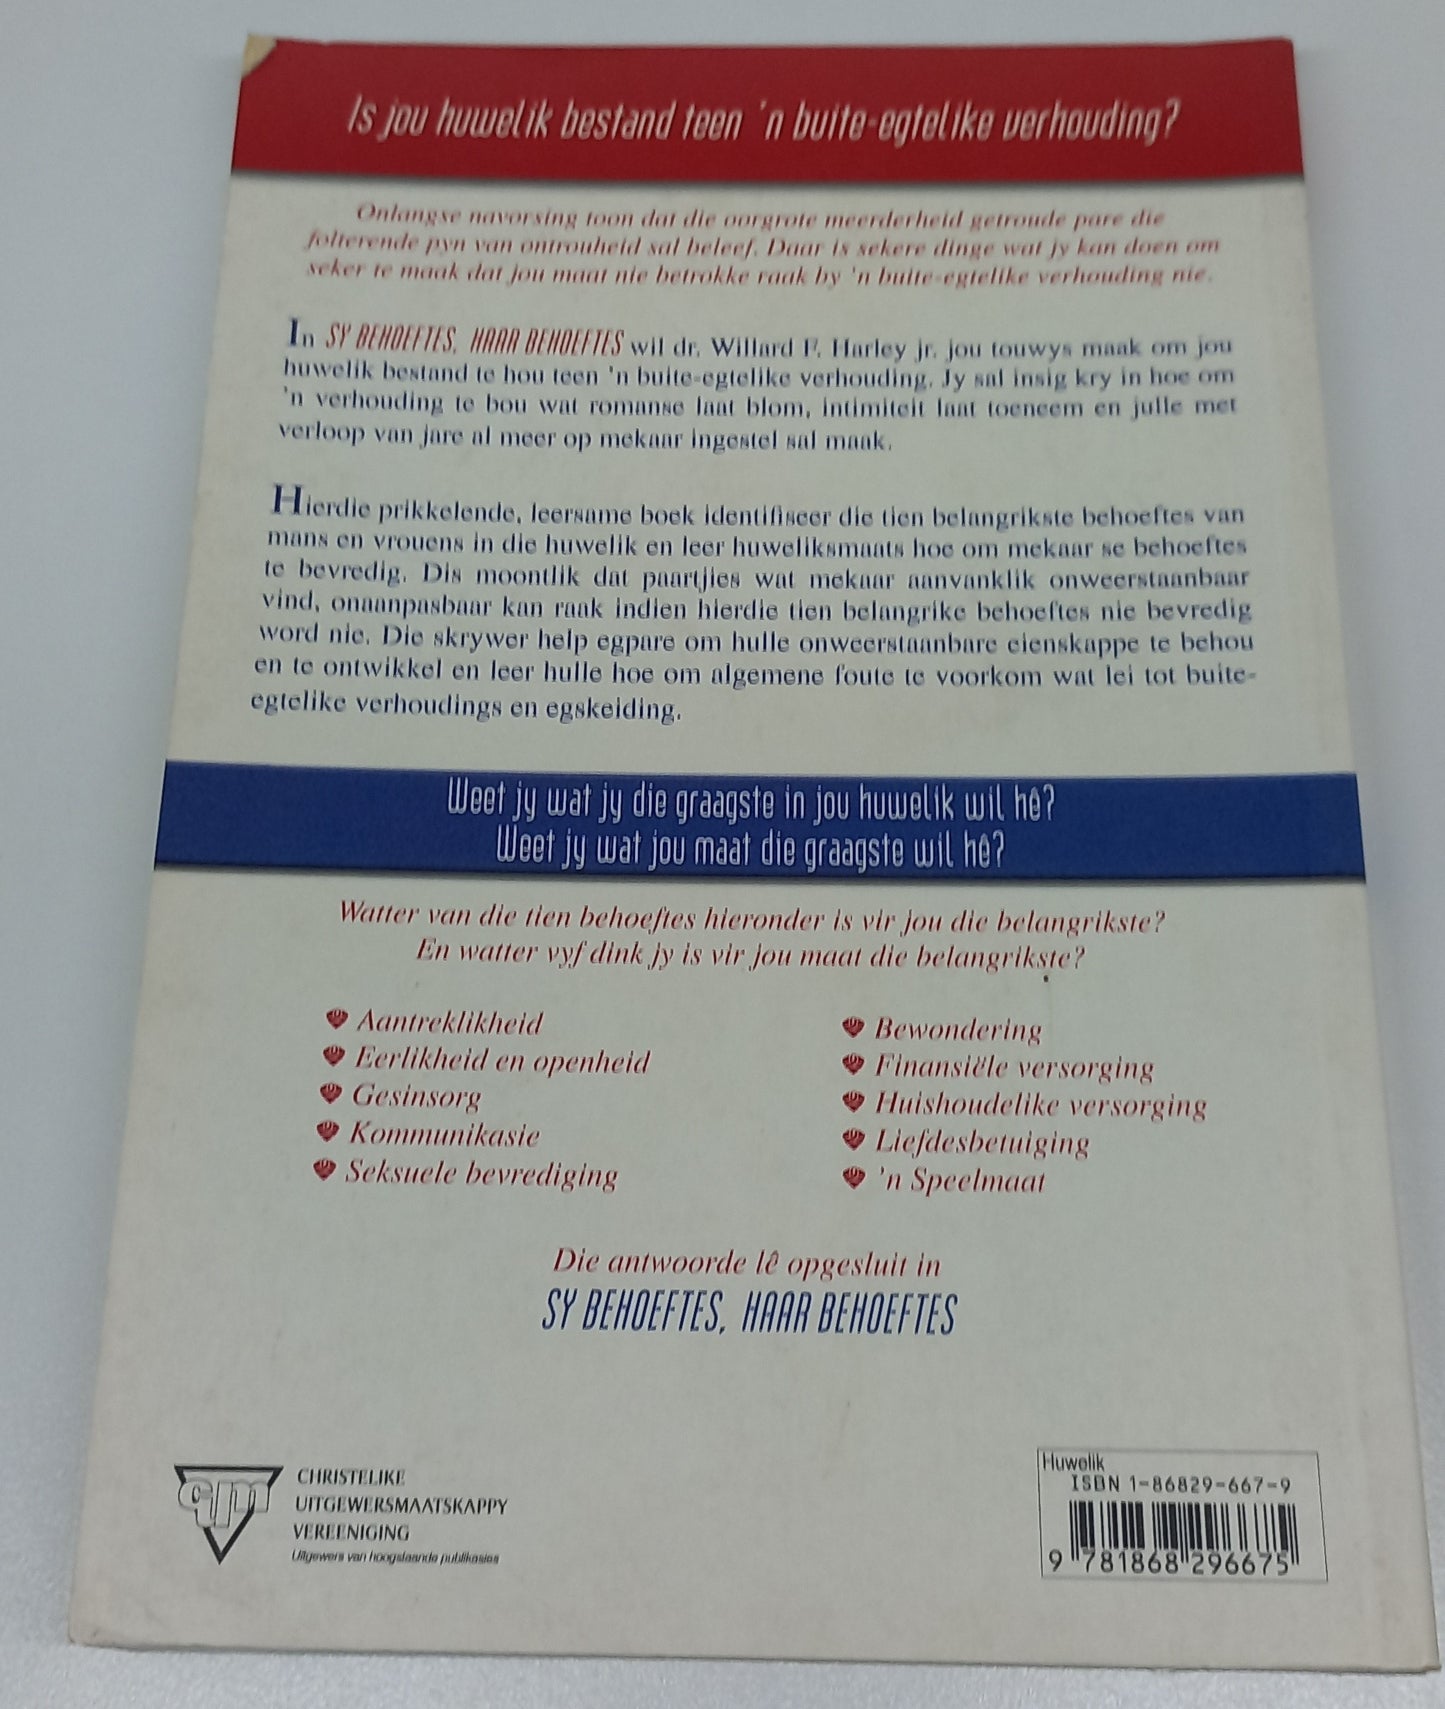 Is jou huwelik bestand teen 'n buite-egtelike verhouding?
Onlangse navorsing toon dat die oorgrote meerderheid getroude pare die
folterende pyn van ontrouheid sal beleef. Daar is sekere dinge wat jy kan doen om
seker te maak dat jou maat nie betrokke raak by 'n buite-egtelike verhouding nie.
In SY BEHOEFTES, HAAR BEHOEFTES wil dr. Willard F. Harley jr. jou touwys maak om jou
huwelik bestand te hou teen 'n buite-egtelike verhouding. Jy sal insig kry in hoe om
'n verhouding te bou wat romanse laat blom, intimiteit laat toeneem en julle met
verloop van jare al meer op mekaar ingestel sal maak.
Hierdie prikkelende, leersame boek identifiseer die tien belangrikste behoeftes van
mans en vrouens in die huwelik en leer huweliksmaats hoe om mekaar se behoeftes
te bevredig. Dis moontlik dat paartjies wat mekaar aanvanklik onweerstaanbaar
vind, onaanpasbaar kan raak indien hierdie tien belangrike behoeftes nie bevredig
word nie. Die skrywer help egpare om hulle onweerstaanbare eienskappe te behou
en te ontwikkel en leer hulle hoe om algemene foute te voorkom wat lei tot buite-
egtelike verhoudings en egskeiding.
Weet jy wat jy die graagste in jou huwelik wil hê?
Weet jy wat jou maat die graagste wil hê?
Watter van die tien behoeftes hieronder is vir jou die belangrikste?
En watter vyf dink jy is vir jou maat die belangrikste?
Aantreklikheid
Eerlikheid en openheid
Gesinsorg
Kommunikasie
Seksuele bevrediging
Bewondering
Finansiële versorging
Huishoudelike versorging
Liefdesbetuiging
'n Speelmaat
Die antwoorde lê opgesluit in
SY BEHOEFTES, HAAR BEHOEFTES
cum
CHRISTELIKE
UITGEWERSMAATSKAPPY
VEREENIGING
Uitgewers van hoogstaande publikasies
Huwelik
ISBN 1-86829-667-9
9 781868 296675